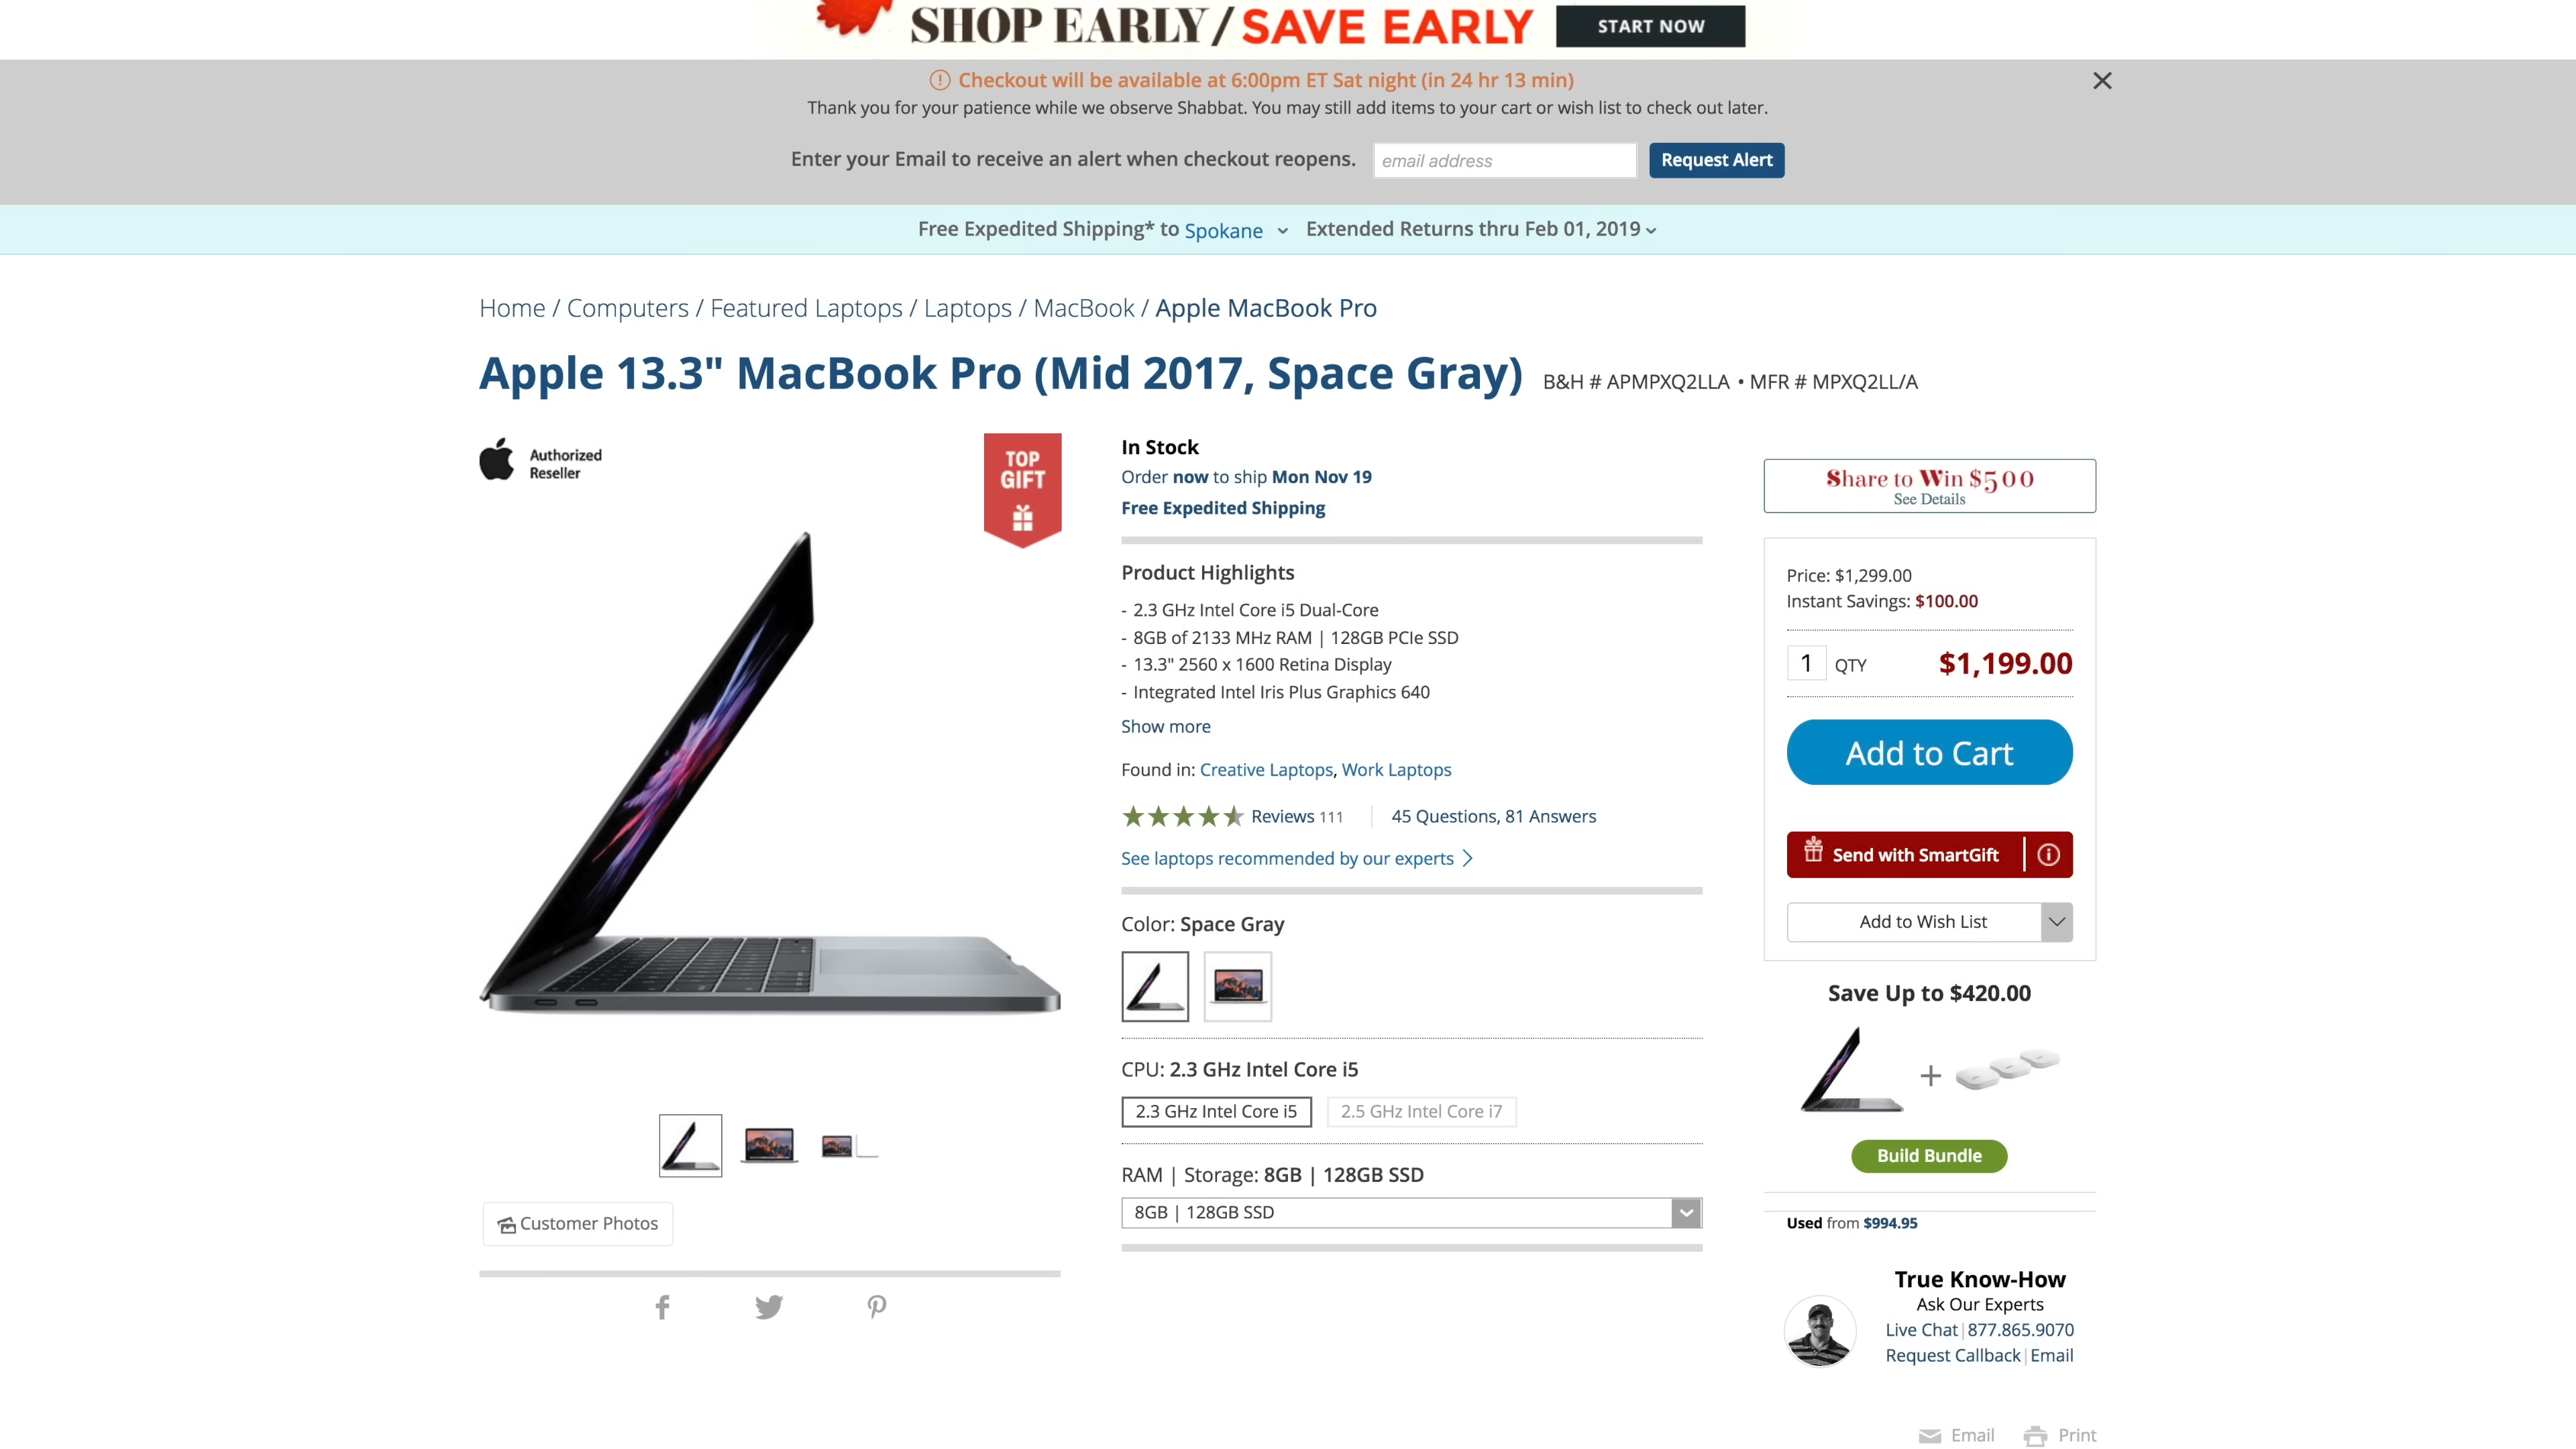 SHOP EARLY/SAVE EARLY START NOW
Checkout will be available at 6:00pm ET Sat night (in 24 hr 13 min)
Thank you for your patience while we observe Shabbat. You may still add items to your cart or wish list to check out later.
Enter your Email to receive an alert when checkout reopens. email address Request Alert
Free Expedited Shipping* to Spokane Extended Returns thru Feb 01, 2019
Home / Computers / Featured Laptops / Laptops / MacBook / Apple MacBook Pro
Apple 13.3" MacBook Pro (Mid 2017, Space Gray) B&H # APMPXQ2LLA • MFR # MPXQ2LL/A
Authorized
Reseller
TOP
GIFT
Customer Photos
In Stock
Order now to ship Mon Nov 19
Free Expedited Shipping
Product Highlights
- 2.3 GHz Intel Core i5 Dual-Core
- 8GB of 2133 MHz RAM | 128GB PCIe SSD
- 13.3" 2560 x 1600 Retina Display
- Integrated Intel Iris Plus Graphics 640
Show more
Found in: Creative Laptops, Work Laptops
Reviews 111 45 Questions, 81 Answers
See laptops recommended by our experts
Color: Space Gray
CPU: 2.3 GHz Intel Core i5
2.3 GHz Intel Core i5 2.5 GHz Intel Core i7
RAM | Storage: 8GB | 128GB SSD
8GB | 128GB SSD
Share to Win $500
See Details
Price: $1,299.00
Instant Savings: $100.00
1 QTY $1,199.00
Add to Cart
Send with SmartGift
Add to Wish List
Save Up to $420.00
+
Build Bundle
Used from $994.95
True Know-How
Ask Our Experts
Live Chat | 877.865.9070
Request Callback | Email
Email Print